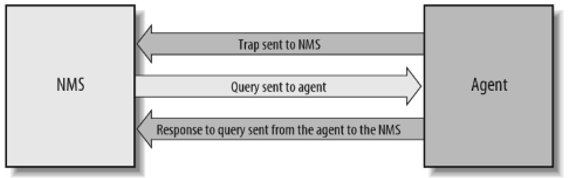 Trap sent to NMS
NMS
Query sent to agent
Agent
Response to query sent from the agent to the NMS